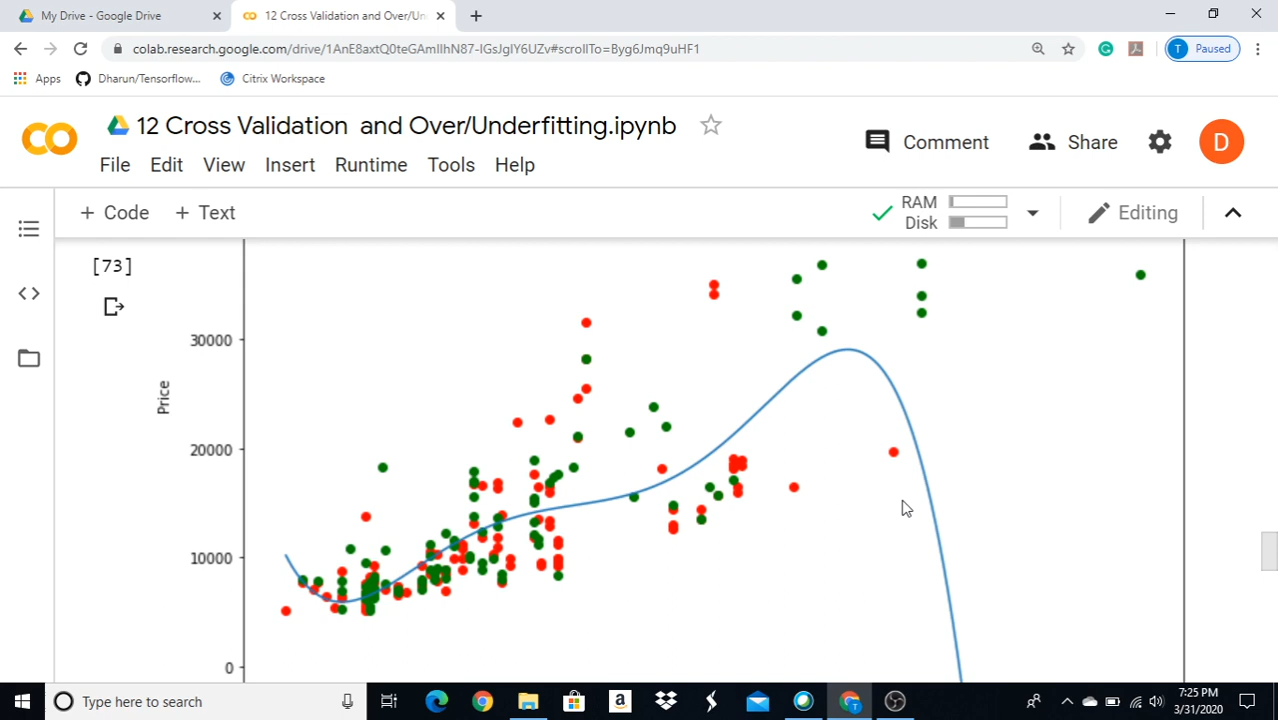 My Drive - Google Drive
12 Cross Validation and Over/Un
colab.research.google.com/drive/1AnE8axtQ0teGAmIlhN87-IGsJgIY6UZv#scrollTo=Byg6Jmq9uHF1
T Paused
Apps
Dharun/Tensorflow...
Citrix Workspace
12 Cross Validation and Over/Underfitting.ipynb
Comment
Share
D
File Edit View Insert Runtime Tools Help
+ Code + Text
RAM
Disk
Editing
[73]
30000
20000
10000
0
Price
Type here to search
7:25 PM
3/31/2020